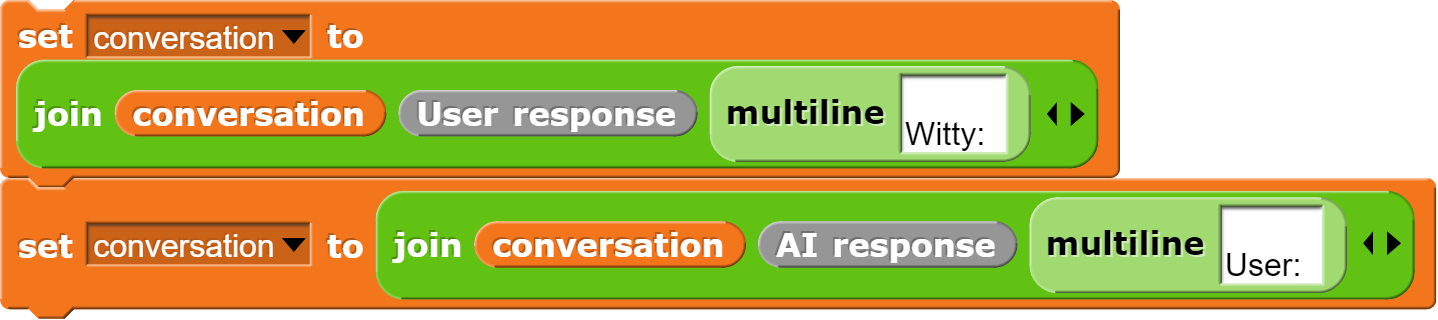 set conversation to
join conversation User response multiline Witty:
set conversation to join conversation AI response multiline User: